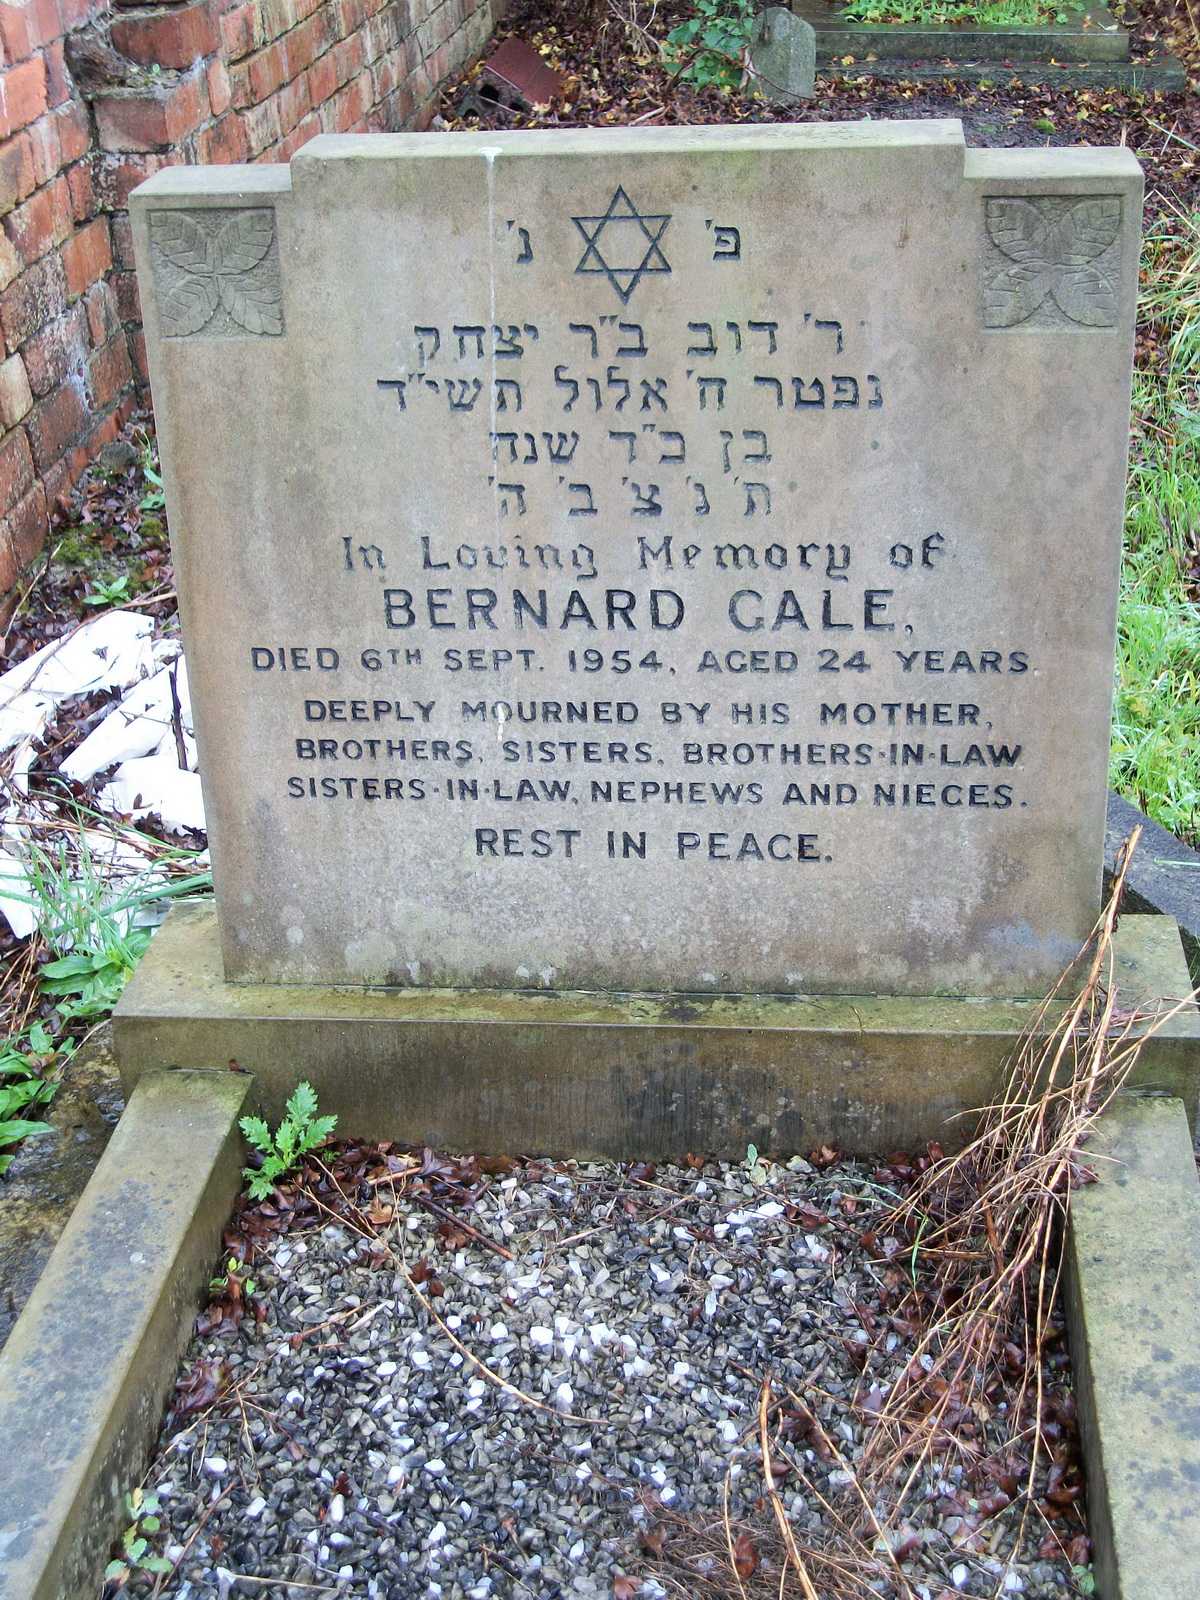 פ' נ'
ר' דוב ב"ר יצחק
נפטר ח' אלול תשי"ד
בן כ"ד שנה
ת' נ' צ' ב' ה'
In Loving Memory of
BERNARD GALE,
DIED 6TH SEPT. 1954, AGED 24 YEARS.
DEEPLY MOURNED BY HIS MOTHER,
BROTHERS, SISTERS, BROTHERS-IN-LAW
SISTERS-IN-LAW, NEPHEWS AND NIECES.
REST IN PEACE.